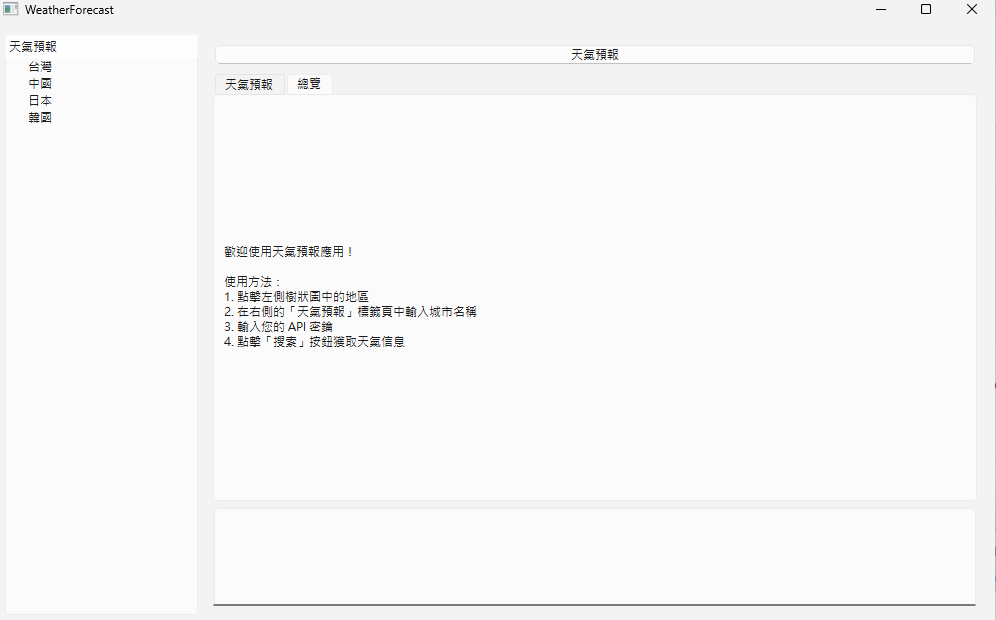 WeatherForecast
天氣預報
台灣
中國
日本
韓國
天氣預報
天氣預報
總覽
歡迎使用天氣預報應用！
使用方法：
1. 點擊左側樹狀圖中的地區
2. 在右側的「天氣預報」標籤頁中輸入城市名稱
3. 輸入您的 API 密鑰
4. 點擊「搜索」按鈕獲取天氣信息